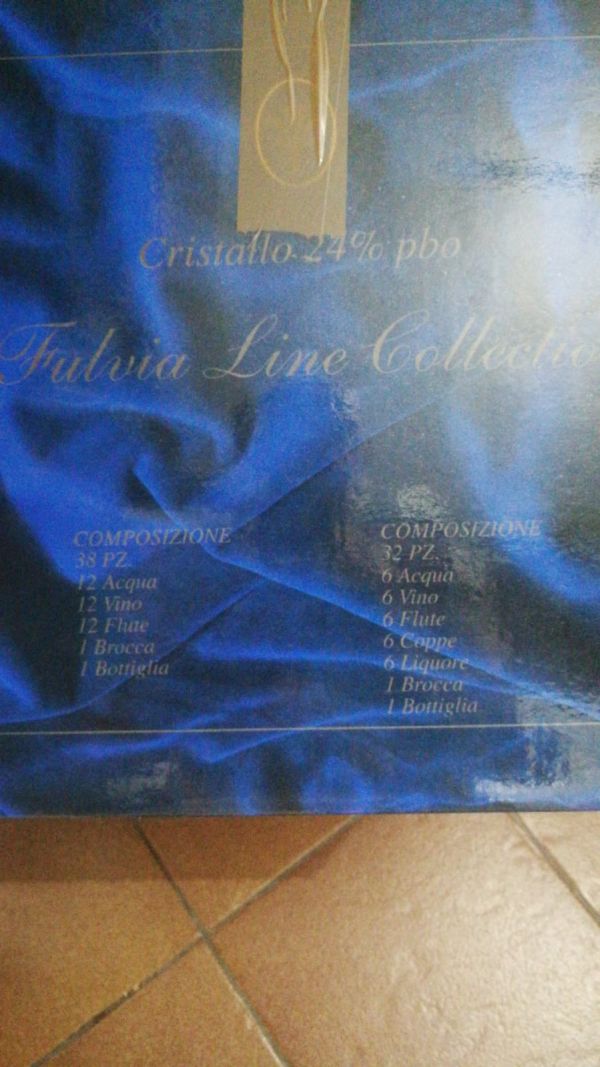 Cristallo 24% pbo
Fulvia Line Collectio
COMPOSIZIONE
38 PZ.
12 Acqua
12 Vino
12 Flute
1 Brocca
1 Bottiglia
COMPOSIZIONE
32 PZ.
6 Acqua
6 Vino
6 Flute
6 Coppe
6 Liquore
1 Brocca
1 Bottiglia